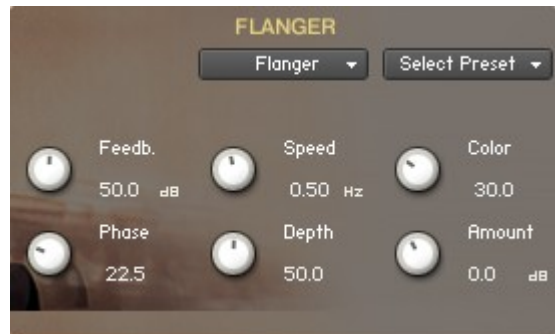 FLANGER
Flanger Select Preset
Feedb. Speed Color
50.0 dB 0.50 Hz 30.0
Phase Depth Amount
22.5 50.0 0.0 dB